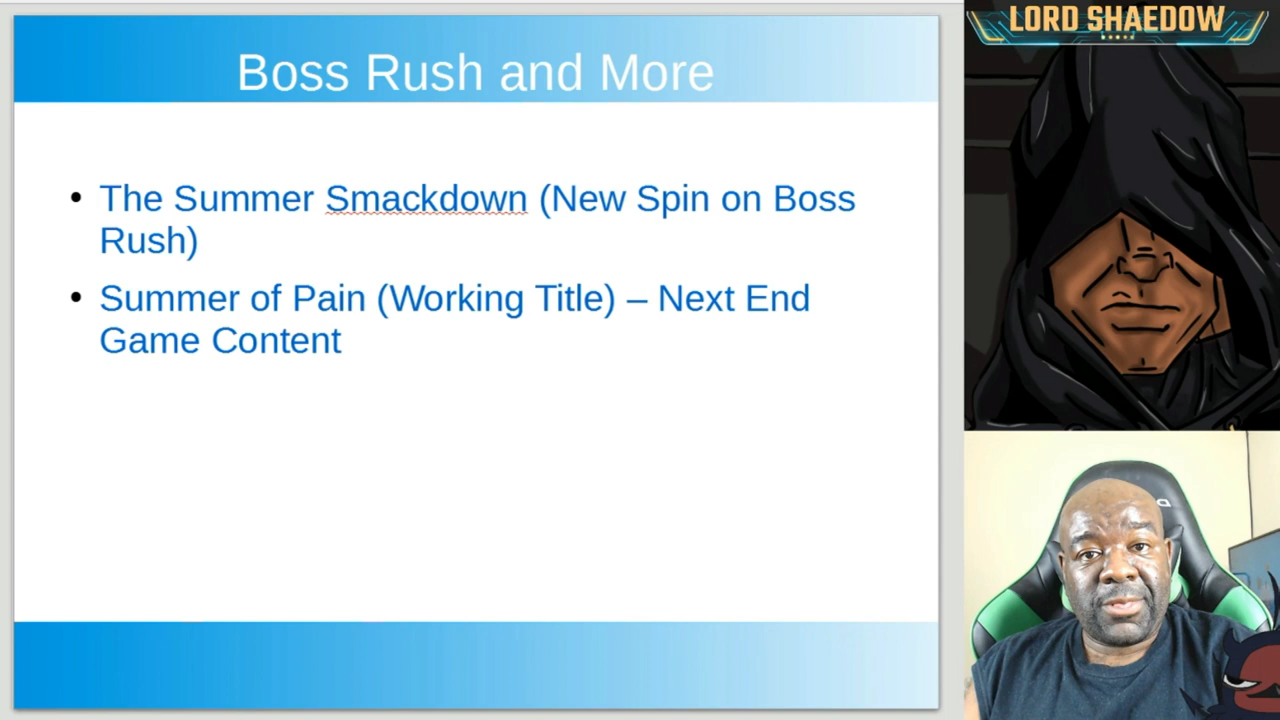 Boss Rush and More
• The Summer Smackdown (New Spin on Boss
Rush)
• Summer of Pain (Working Title) – Next End
Game Content
LORD SHAEDOW